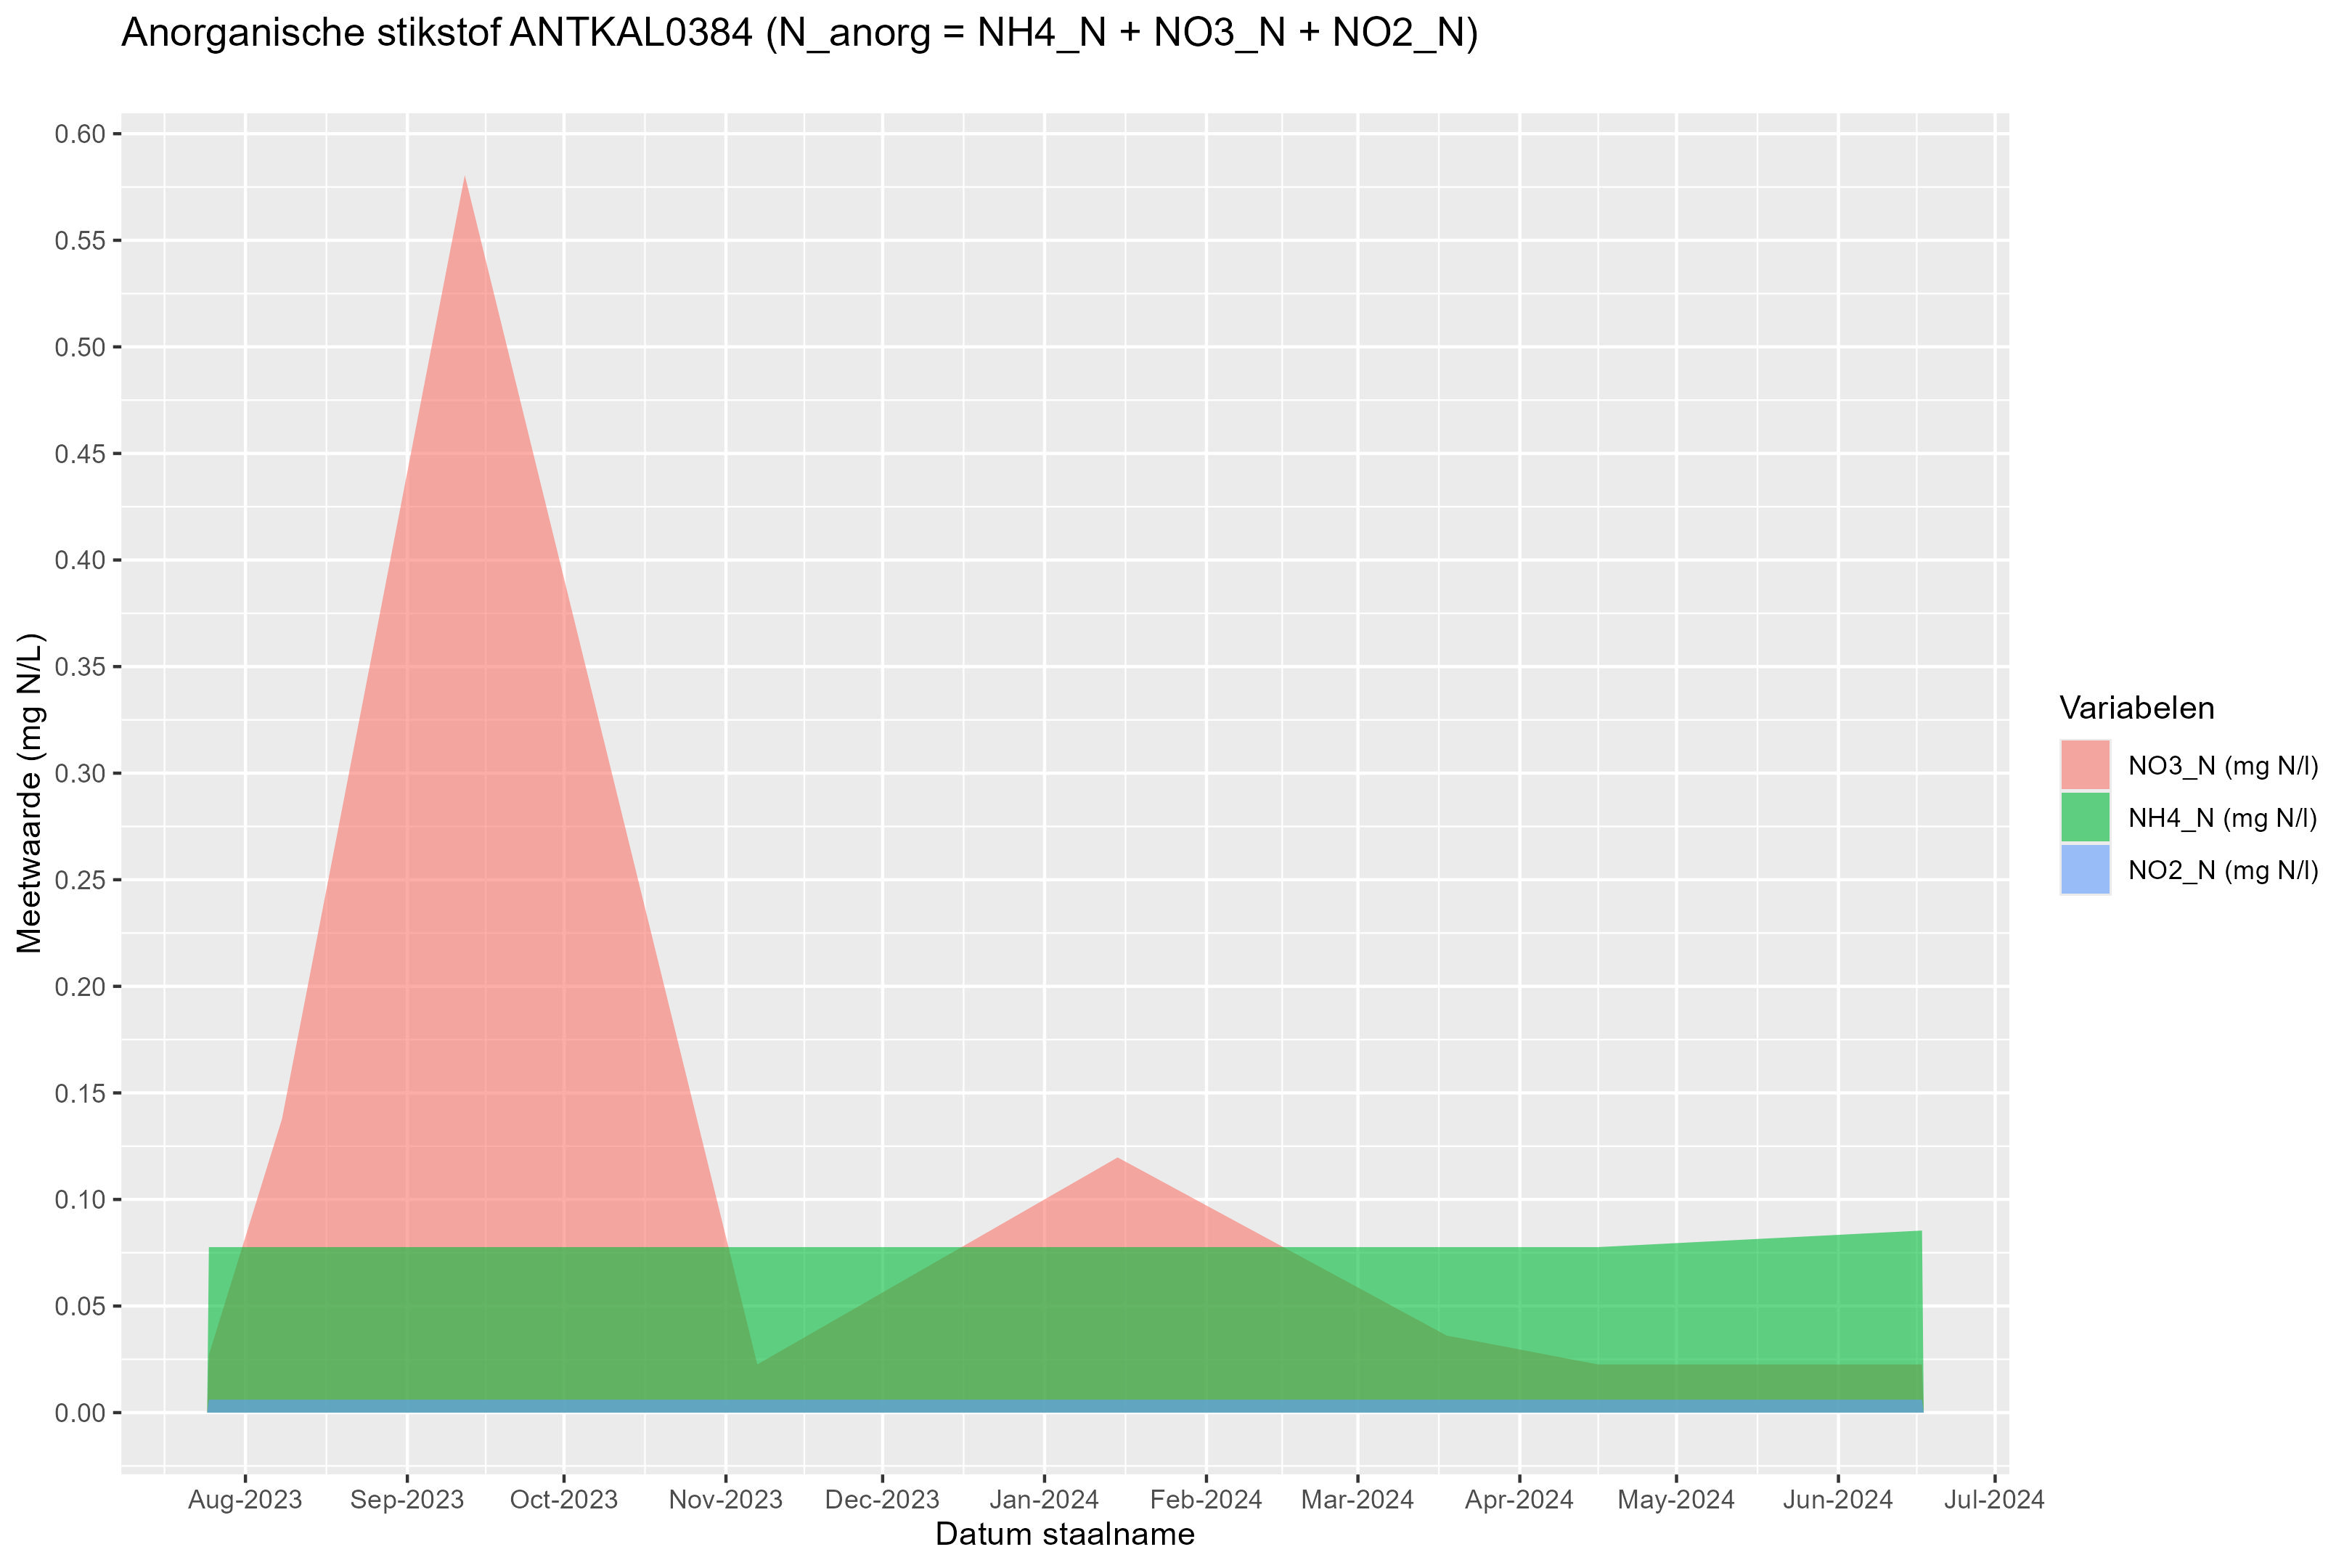 Anorganische stikstof ANTKAL0384 (N_anorg = NH4_N + NO3_N + NO2_N)
0.60
0.55
0.50
0.45
0.40
0.35
0.30
0.25
0.20
0.15
0.10
0.05
0.00
Meetwaarde (mg N/L)
Aug-2023 Sep-2023 Oct-2023 Nov-2023 Dec-2023 Jan-2024 Feb-2024 Mar-2024 Apr-2024 May-2024 Jun-2024 Jul-2024
Datum staalname
Variabelen
NO3_N (mg N/l)
NH4_N (mg N/l)
NO2_N (mg N/l)